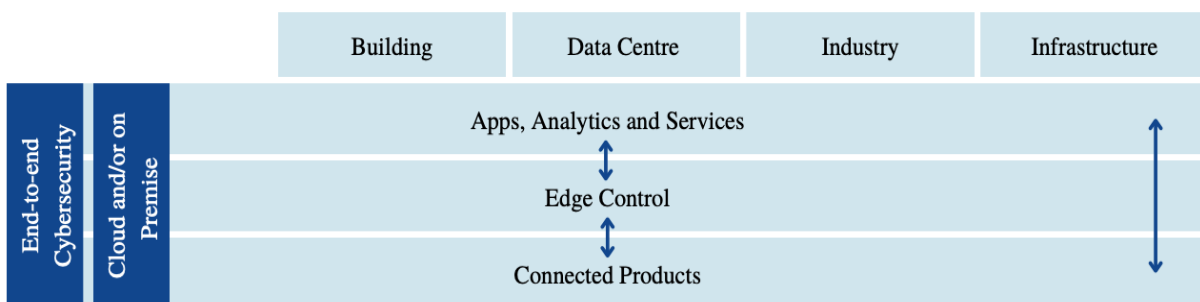 Building
Data Centre
Industry
Infrastructure
End-to-end
Cybersecurity
Cloud and/or on
Premise
Apps, Analytics and Services
Edge Control
Connected Products